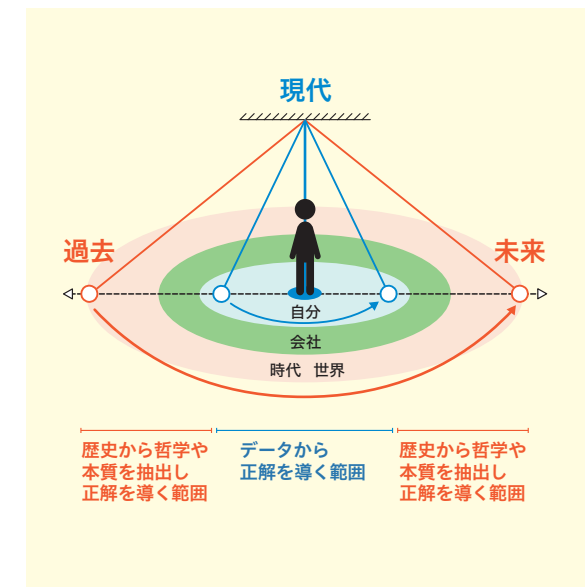 現代
過去
未来
自分
会社
時代 世界
歴史から哲学や
本質を抽出し
正解を導く範囲
データから
正解を導く範囲
歴史から哲学や
本質を抽出し
正解を導く範囲